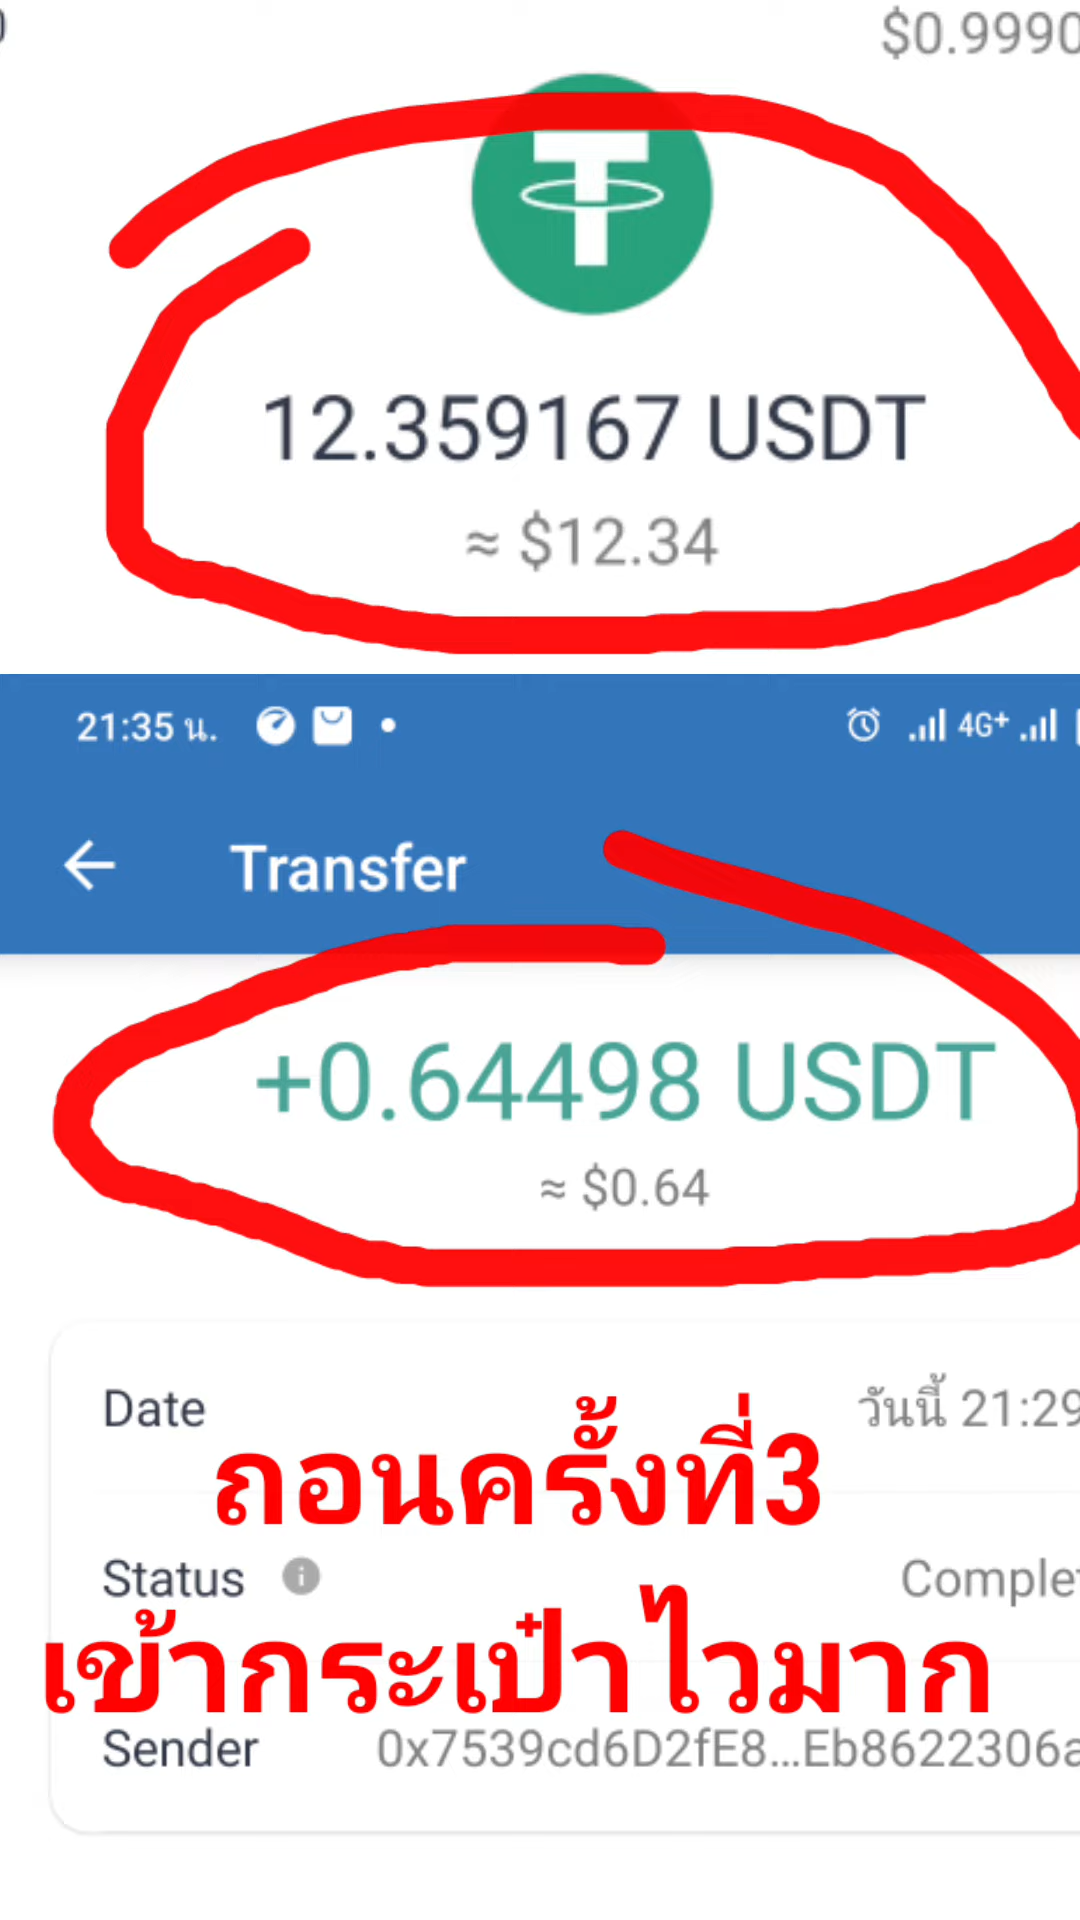 $0.9990
12.359167 USDT
≈ $12.34
21:35 น. 4G+
Transfer
+0.64498 USDT
≈ $0.64
Date วันนี้ 21:29
ถอนครั้งที่3
Status Complet
เข้ากระเป๋าไวมาก
Sender 0x7539cd6D2fE8...Eb8622306a